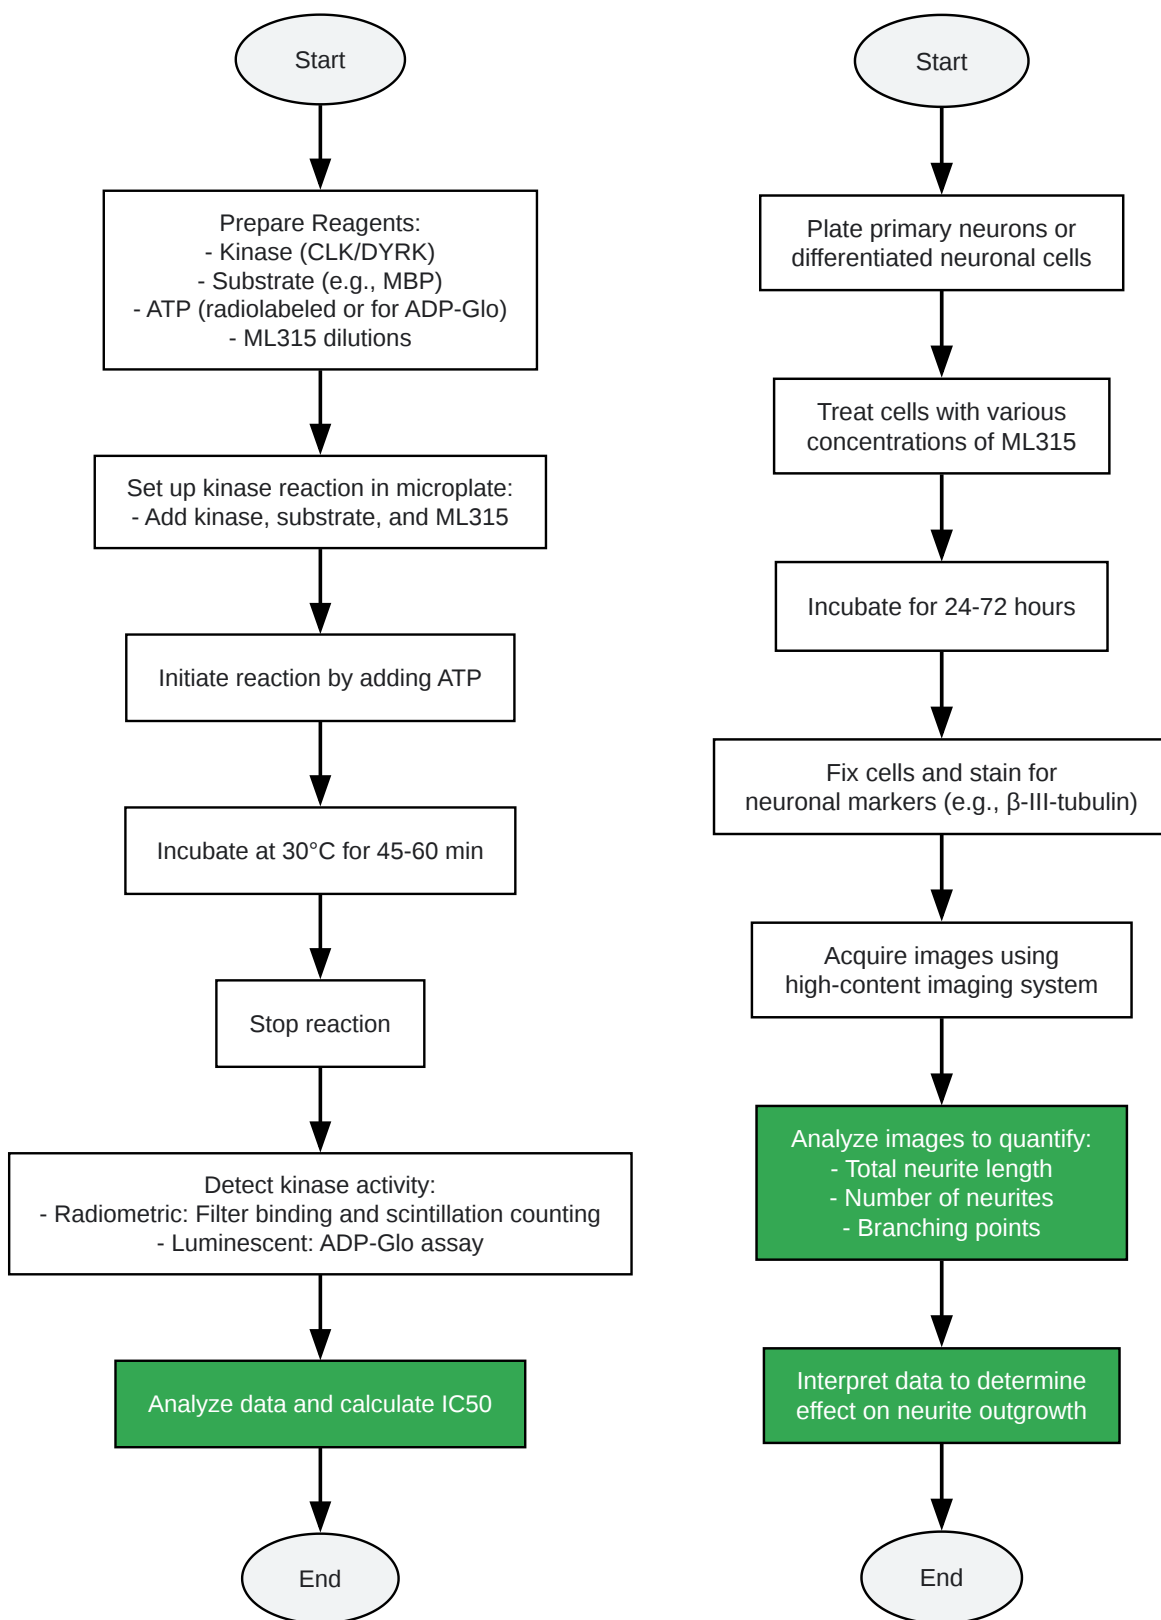 Start
Prepare Reagents:
- Kinase (CLK/DYRK)
- Substrate (e.g., MBP)
- ATP (radiolabeled or for ADP-Glo)
- ML315 dilutions
Set up kinase reaction in microplate:
- Add kinase, substrate, and ML315
Initiate reaction by adding ATP
Incubate at 30°C for 45-60 min
Stop reaction
Detect kinase activity:
- Radiometric: Filter binding and scintillation counting
- Luminescent: ADP-Glo assay
Analyze data and calculate IC50
End
Start
Plate primary neurons or
differentiated neuronal cells
Treat cells with various
concentrations of ML315
Incubate for 24-72 hours
Fix cells and stain for
neuronal markers (e.g., β-III-tubulin)
Acquire images using
high-content imaging system
Analyze images to quantify:
- Total neurite length
- Number of neurites
- Branching points
Interpret data to determine
effect on neurite outgrowth
End